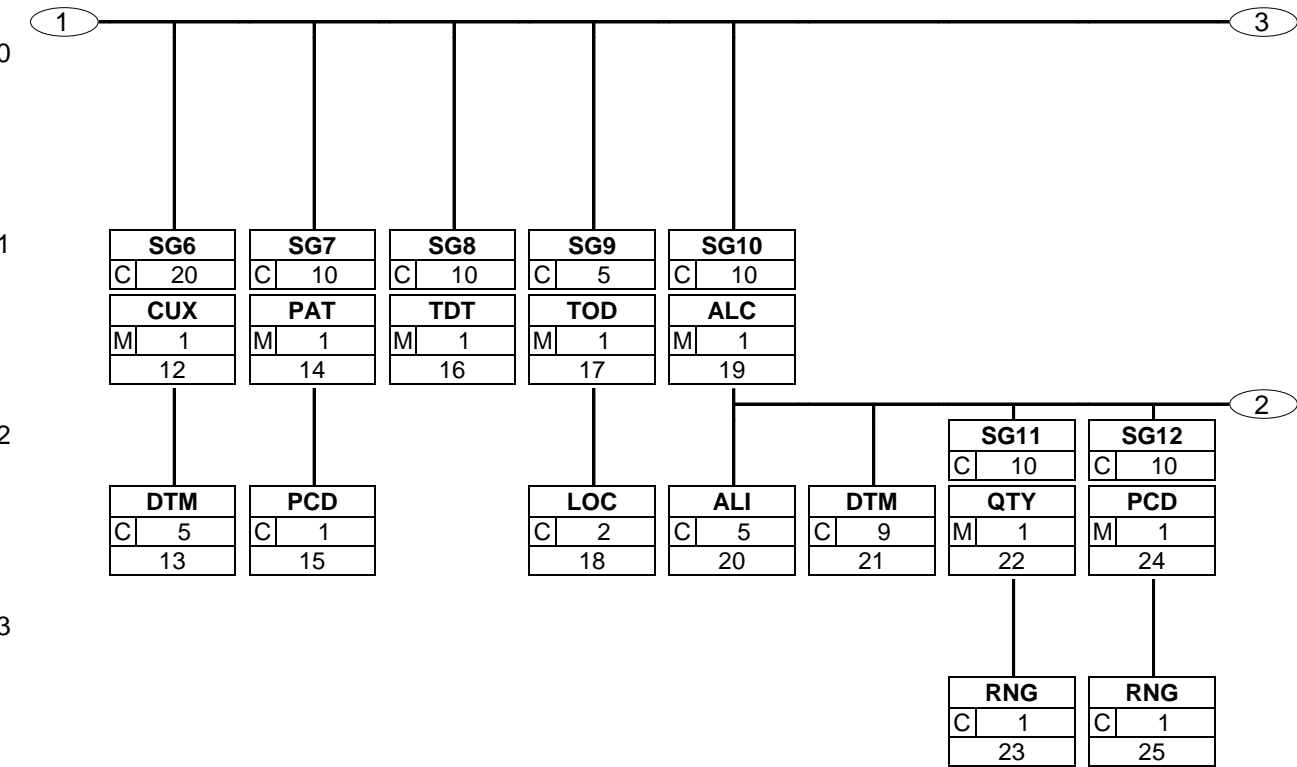 1 3
0
1 SG6 SG7 SG8 SG9 SG10
C 20 C 10 C 10 C 5 C 10
CUX PAT TDT TOD ALC
M 1 M 1 M 1 M 1 M 1
12 14 16 17 19
2
2 SG11 SG12
C 10 C 10
DTM PCD LOC ALI DTM QTY PCD
C 5 C 1 C 2 C 5 C 9 M 1 M 1
13 15 18 20 21 22 24
3
RNG RNG
C 1 C 1
23 25